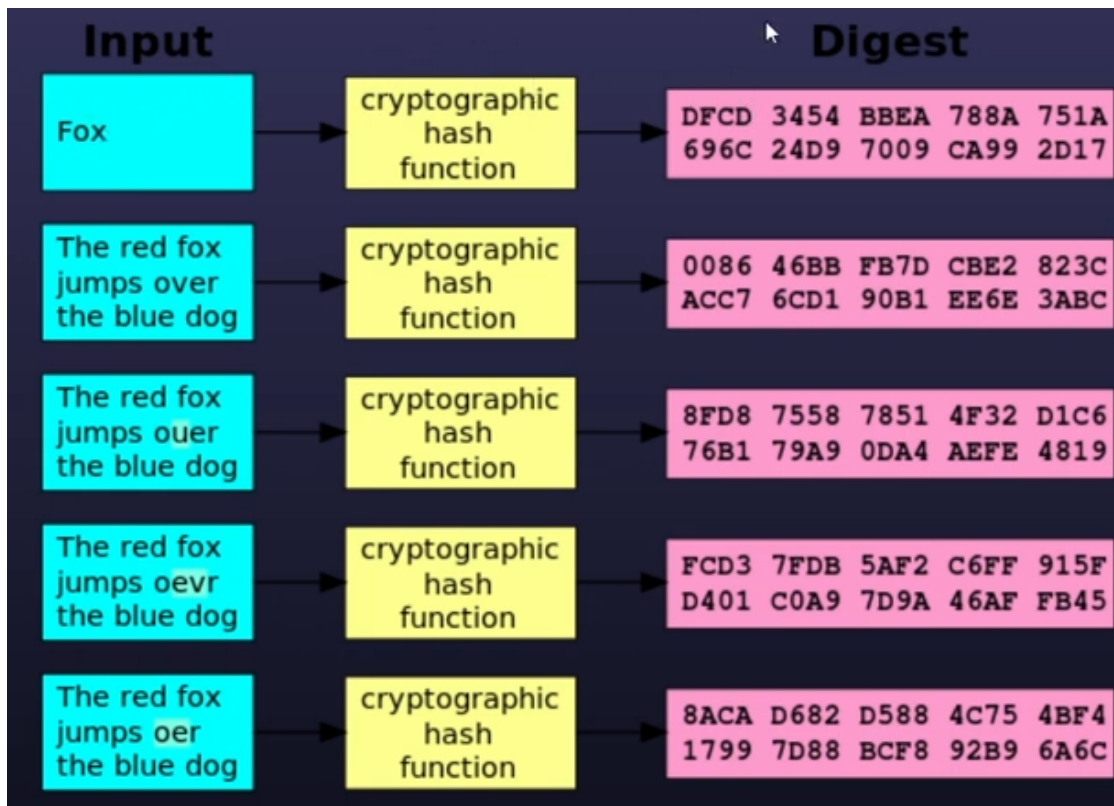 Input
Digest
Fox
cryptographic
hash
function
DFCD 3454 BBEA 788A 751A
696C 24D9 7009 CA99 2D17
The red fox
jumps over
the blue dog
cryptographic
hash
function
0086 46BB FB7D CBE2 823C
ACC7 6CD1 90B1 EE6E 3ABC
The red fox
jumps ouer
the blue dog
cryptographic
hash
function
8FD8 7558 7851 4F32 D1C6
76B1 79A9 0DA4 AEFE 4819
The red fox
jumps oevr
the blue dog
cryptographic
hash
function
FCD3 7FDB 5AF2 C6FF 915F
D401 C0A9 7D9A 46AF FB45
The red fox
jumps oer
the blue dog
cryptographic
hash
function
8ACA D682 D588 4C75 4BF4
1799 7D88 BCF8 92B9 6A6C